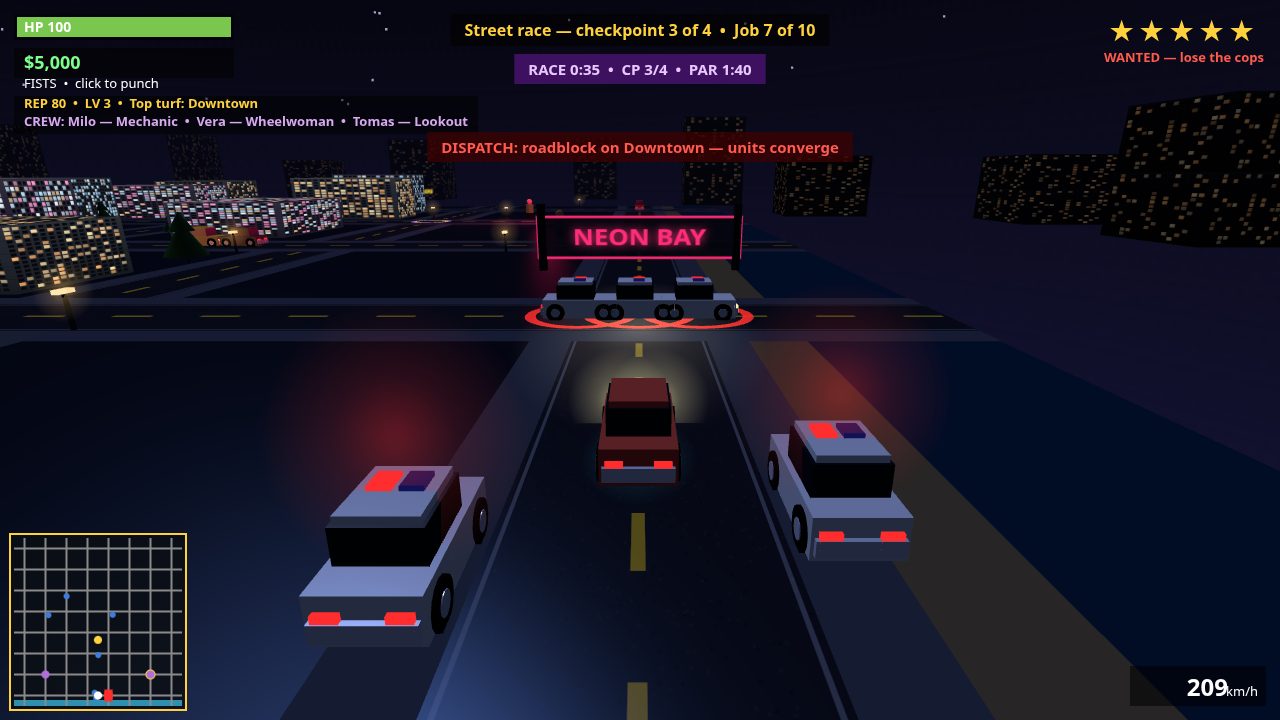 HP 100
$5,000
FISTS • click to punch
REP 80 • LV 3 • Top turf: Downtown
CREW: Milo — Mechanic • Vera — Wheelwoman • Tomas — Lookout
Street race — checkpoint 3 of 4 • Job 7 of 10
RACE 0:35 • CP 3/4 • PAR 1:40
★★★★★
WANTED — lose the cops
DISPATCH: roadblock on Downtown — units converge
NEON BAY
209 km/h